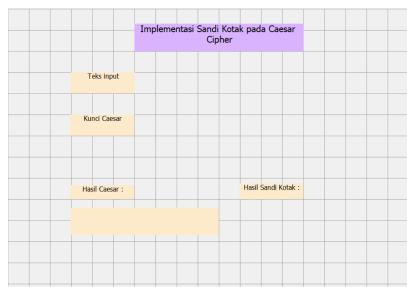 Implementasi Sandi Kotak pada Caesar
Cipher
Teks input
Kunci Caesar
Hasil Caesar :
Hasil Sandi Kotak :